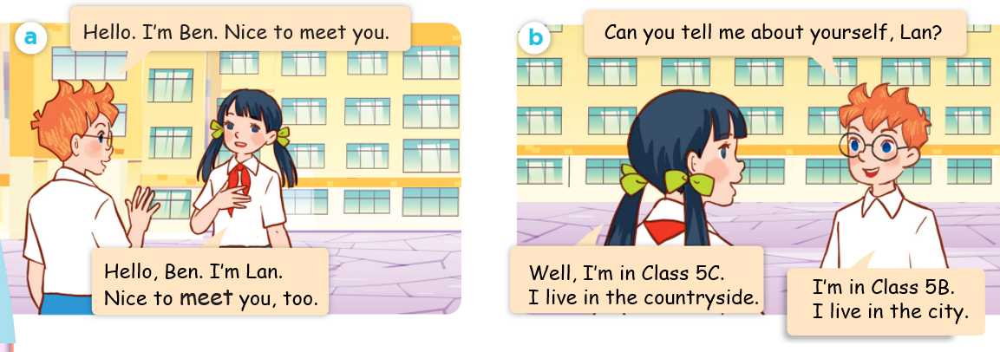 a
Hello. I'm Ben. Nice to meet you.
Hello, Ben. I'm Lan.
Nice to meet you, too.
b
Can you tell me about yourself, Lan?
Well, I'm in Class 5C.
I live in the countryside.
I'm in Class 5B.
I live in the city.